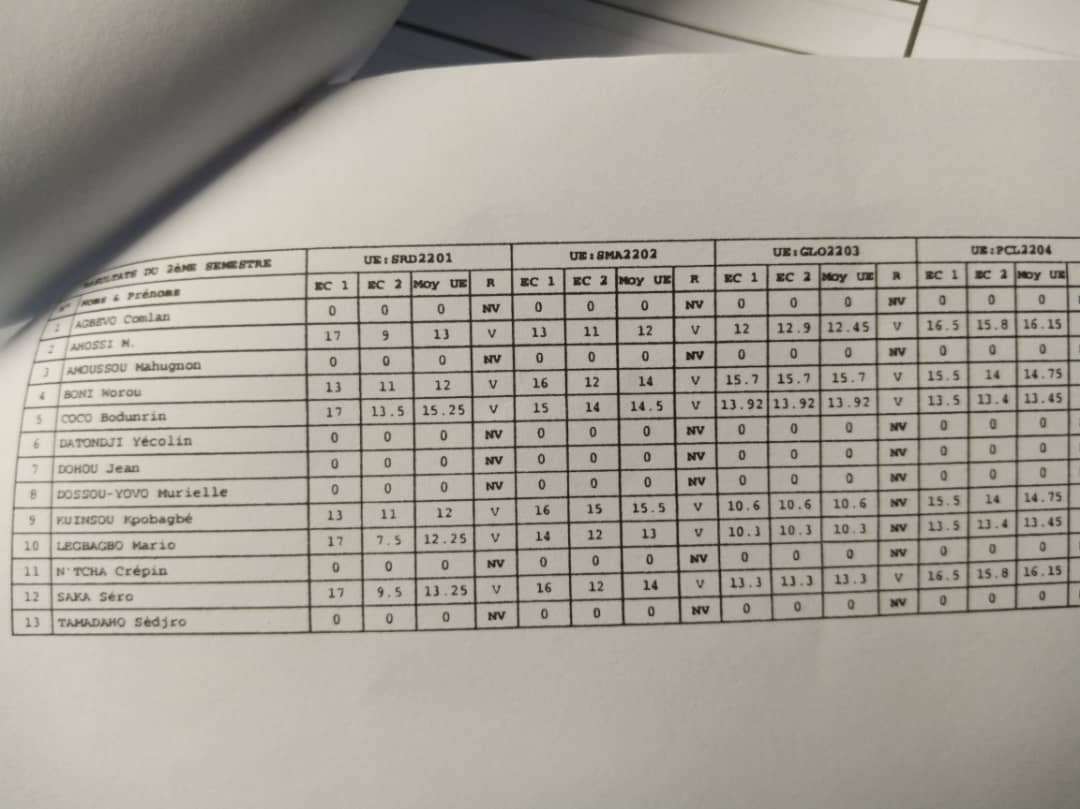 RESULTATS DU 2èME SEMESTRE UE:SRD2201 UE:SMA2202 UE:GLO2203 UE:PCL2204
N° Noms & Prénoms EC 1 EC 2 Moy UE R EC 1 EC 2 Moy UE R EC 1 EC 2 Moy UE R EC 1 EC 2 Moy UE
1 AGBEVO Comlan 0 0 0 NV 0 0 0 NV 0 0 0 NV 0 0 0
2 AHOSSI M. 17 9 13 V 13 11 12 V 12 12.9 12.45 V 16.5 15.8 16.15
3 AHOUSSOU Mahugnon 0 0 0 NV 0 0 0 NV 0 0 0 NV 0 0 0
4 BONI Worou 13 11 12 V 16 12 14 V 15.7 15.7 15.7 V 15.5 14 14.75
5 COCO Bodunrin 17 13.5 15.25 V 15 14 14.5 V 13.92 13.92 13.92 V 13.5 13.4 13.45
6 DATONDJI Yécolin 0 0 0 NV 0 0 0 NV 0 0 0 NV 0 0 0
7 DOHOU Jean 0 0 0 NV 0 0 0 NV 0 0 0 NV 0 0 0
8 DOSSOU-YOVO Murielle 0 0 0 NV 0 0 0 NV 0 0 0 NV 0 0 0
9 KUINSOU Kpobagbé 13 11 12 V 16 15 15.5 V 10.6 10.6 10.6 NV 15.5 14 14.75
10 LEGBAGBO Mario 17 7.5 12.25 V 14 12 13 V 10.3 10.3 10.3 NV 13.5 13.4 13.45
11 N'TCHA Crépin 0 0 0 NV 0 0 0 NV 0 0 0 NV 0 0 0
12 SAKA Séro 17 9.5 13.25 V 16 12 14 V 13.3 13.3 13.3 V 16.5 15.8 16.15
13 TAMADAHO Sèdjro 0 0 0 NV 0 0 0 NV 0 0 0 NV 0 0 0